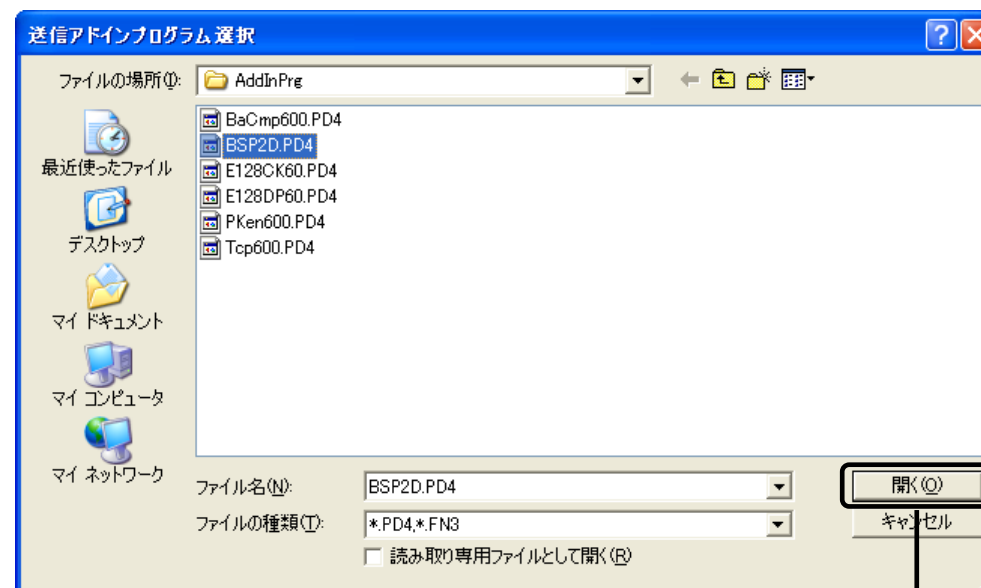 送信アドインプログラム選択
ファイルの場所(I):
AddInPrg
BaCmp600.PD4
BSP2D.PD4
E128CK60.PD4
E128DP60.PD4
PKen600.PD4
Tcp600.PD4
最近使ったファイル
デスクトップ
マイ ドキュメント
マイ コンピュータ
マイ ネットワーク
ファイル名(N):
BSP2D.PD4
開く(O)
ファイルの種類(T):
*.PD4,*.FN3
キャンセル
読み取り専用ファイルとして開く(R)